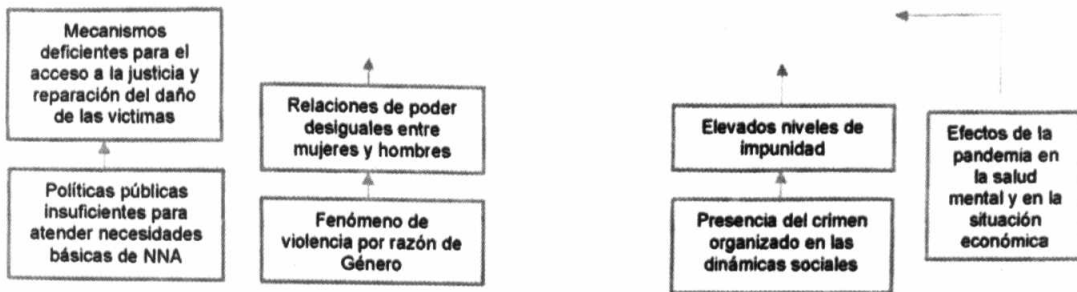 Mecanismos
deficientes para el
acceso a la justicia y
reparación del daño
de las victimas
Políticas públicas
insuficientes para
atender necesidades
básicas de NNA
Relaciones de poder
desiguales entre
mujeres y hombres
Fenómeno de
violencia por razón de
Género
Elevados niveles de
impunidad
Presencia del crimen
organizado en las
dinámicas sociales
Efectos de la
pandemia en
la salud
mental y en la
situación
económica